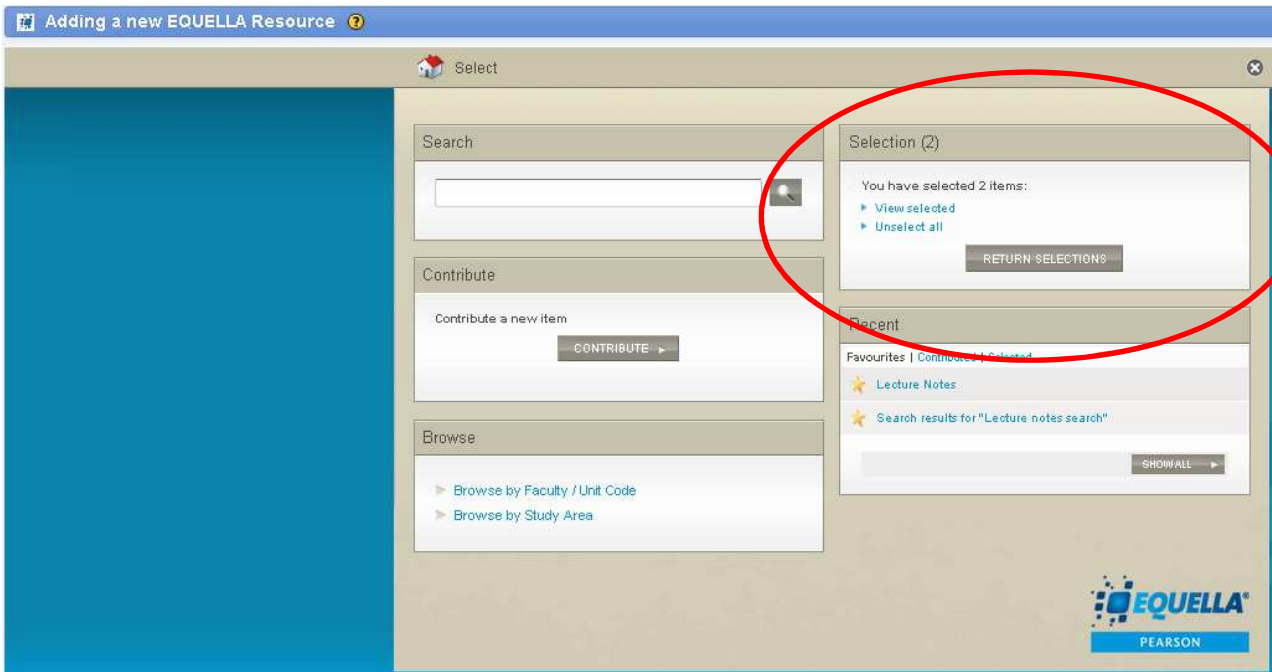 Adding a new EQUELLA Resource ?
Select
Search
Contribute
Contribute a new item
CONTRIBUTE
Browse
Browse by Faculty / Unit Code
Browse by Study Area
Selection (2)
You have selected 2 items:
View selected
Unselect all
RETURN SELECTIONS
Recent
Favourites | Contributed | Selected
Lecture Notes
Search results for "Lecture notes search"
SHOW ALL
EQUELLA®
PEARSON